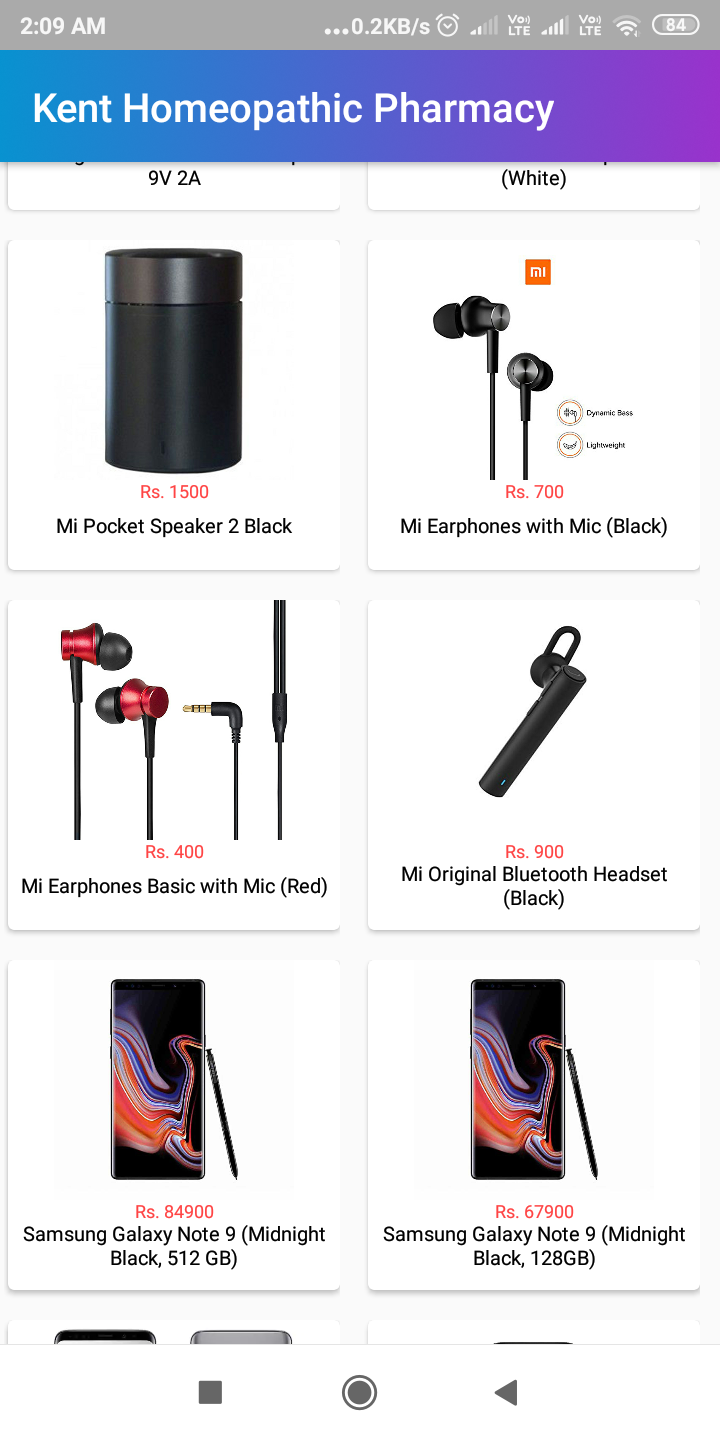 2:09 AM
...0.2KB/s
Vo) LTE
Vo) LTE
84
Kent Homeopathic Pharmacy
9V 2A
(White)
mi
Dynamic Bass
Lightweight
Rs. 1500
Mi Pocket Speaker 2 Black
Rs. 700
Mi Earphones with Mic (Black)
Rs. 400
Mi Earphones Basic with Mic (Red)
Rs. 900
Mi Original Bluetooth Headset
(Black)
Rs. 84900
Samsung Galaxy Note 9 (Midnight
Black, 512 GB)
Rs. 67900
Samsung Galaxy Note 9 (Midnight
Black, 128GB)